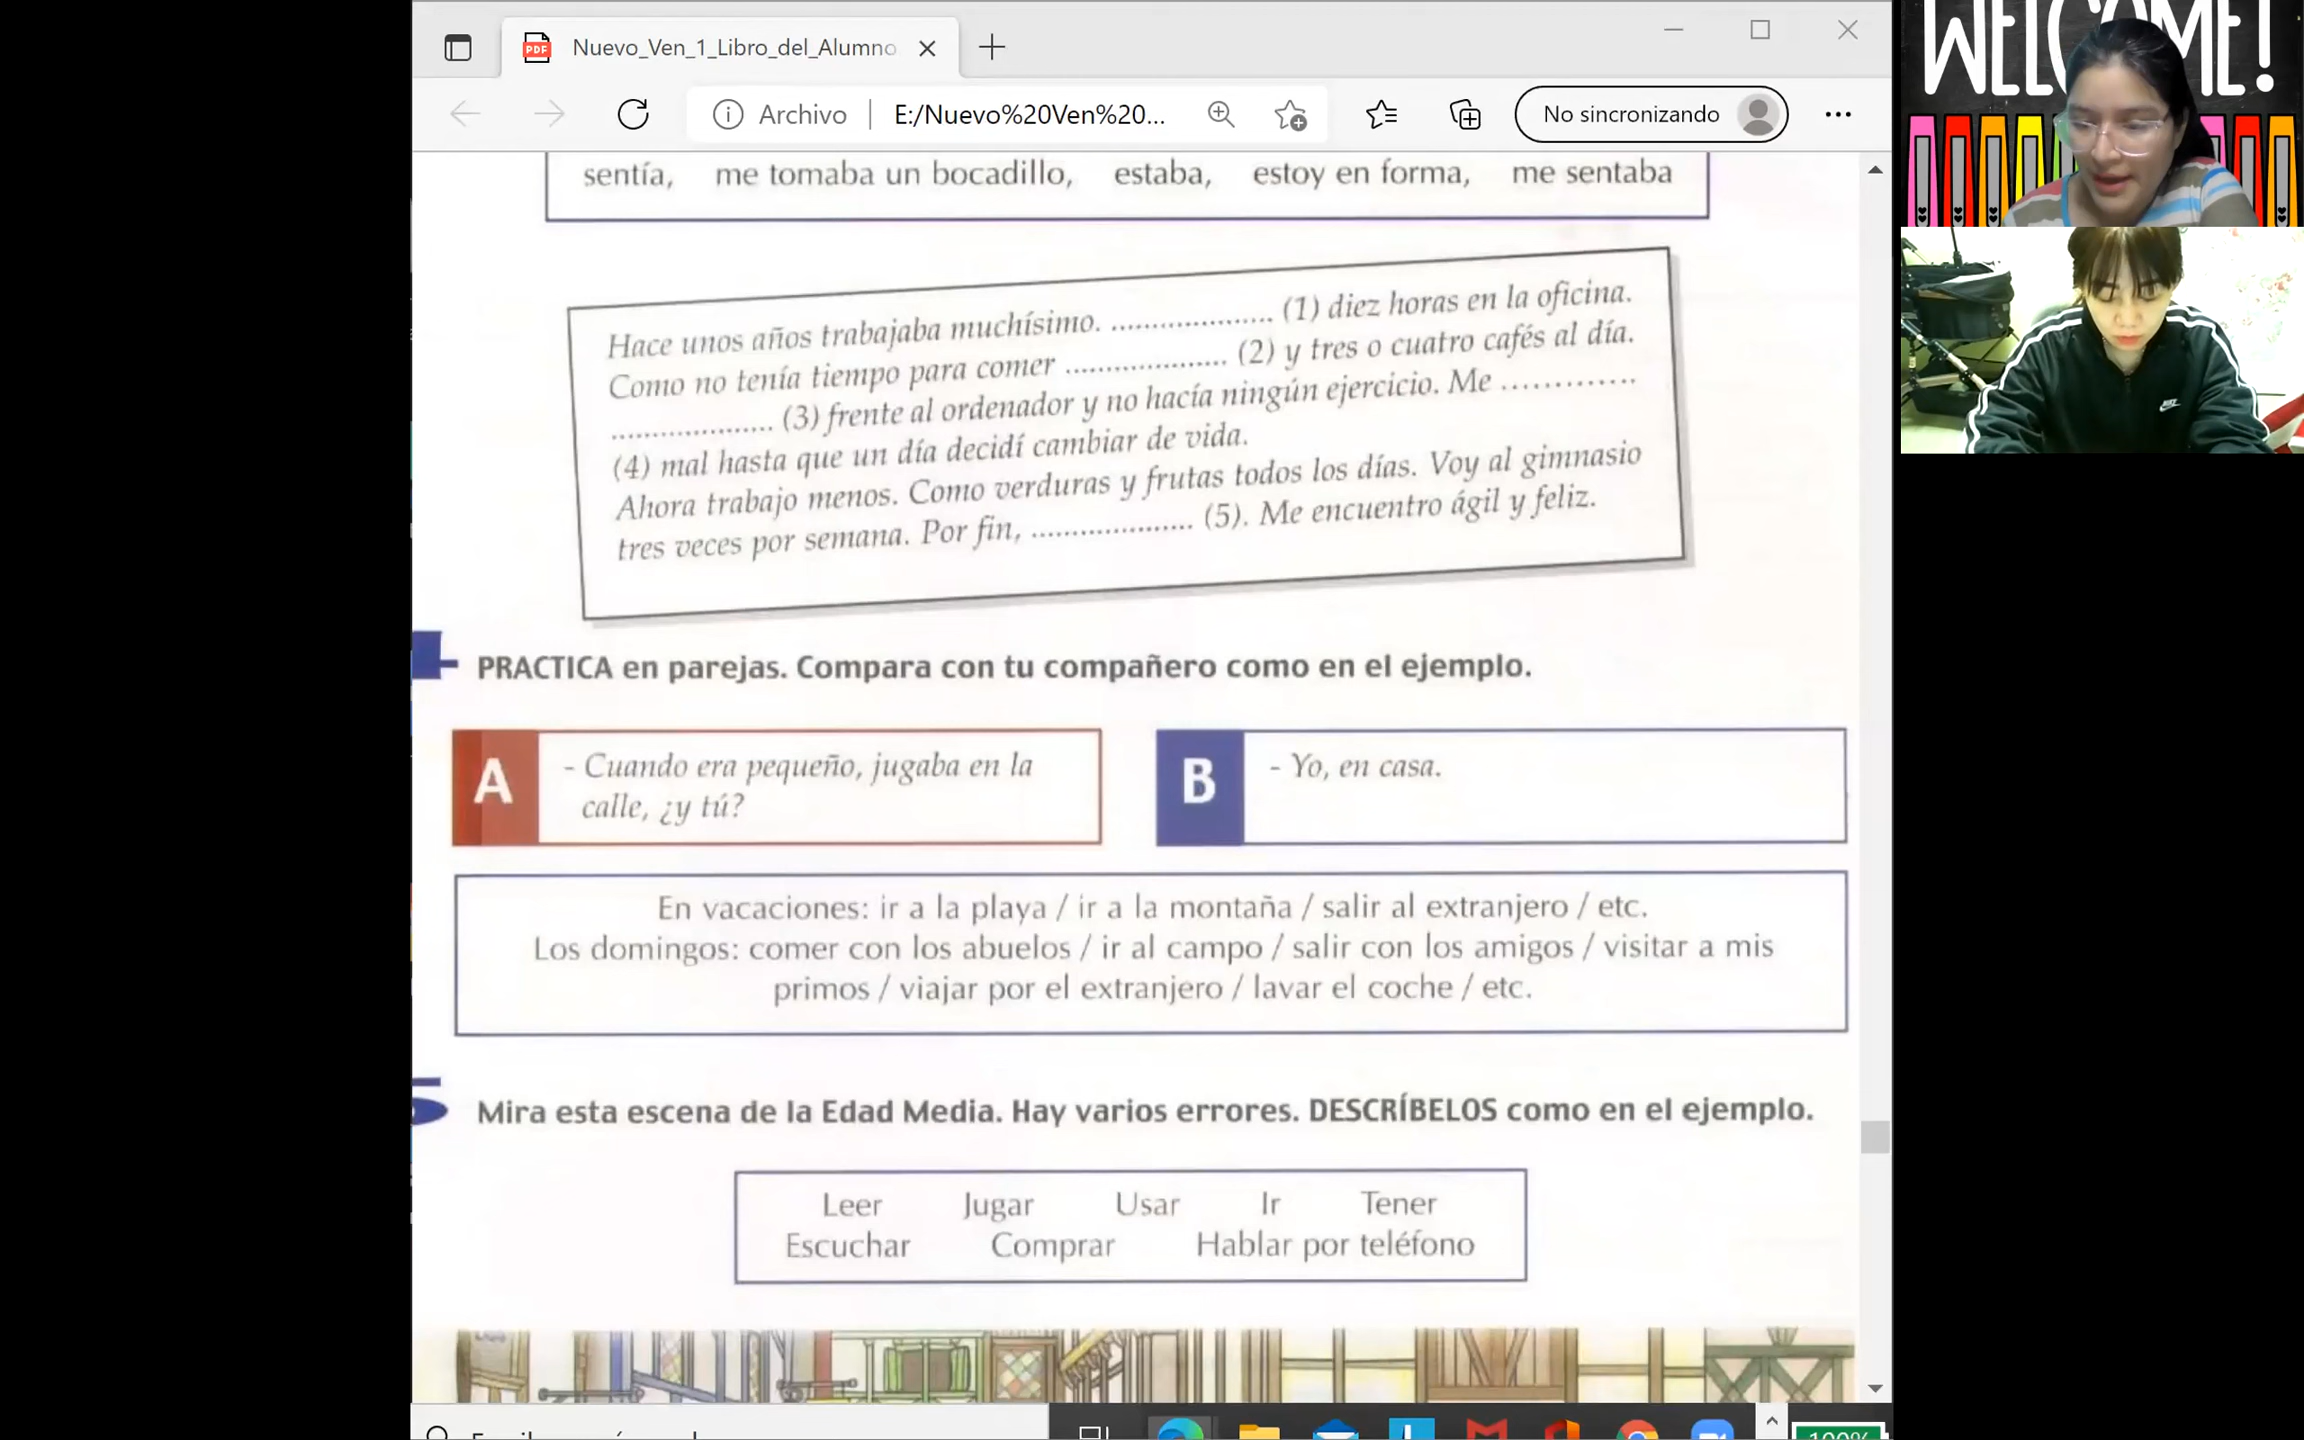 Nuevo_Ven_1_Libro_del_Alumno
Archivo
E:/Nuevo%20Ven%20...
No sincronizando
WELCOME!
sentía, me tomaba un bocadillo, estaba, estoy en forma, me sentaba
Hace unos años trabajaba muchísimo. .................... (1) diez horas en la oficina.
Como no tenía tiempo para comer .................... (2) y tres o cuatro cafés al día.
.................... (3) frente al ordenador y no hacía ningún ejercicio. Me .............
(4) mal hasta que un día decidí cambiar de vida.
Ahora trabajo menos. Como verduras y frutas todos los días. Voy al gimnasio
tres veces por semana. Por fin, .................... (5). Me encuentro ágil y feliz.
PRACTICA en parejas. Compara con tu compañero como en el ejemplo.
A
- Cuando era pequeño, jugaba en la
calle, ¿y tú?
B
- Yo, en casa.
En vacaciones: ir a la playa / ir a la montaña / salir al extranjero / etc.
Los domingos: comer con los abuelos / ir al campo / salir con los amigos / visitar a mis
primos / viajar por el extranjero / lavar el coche / etc.
Mira esta escena de la Edad Media. Hay varios errores. DESCRÍBELOS como en el ejemplo.
Leer Jugar Usar Ir Tener
Escuchar Comprar Hablar por teléfono
100%